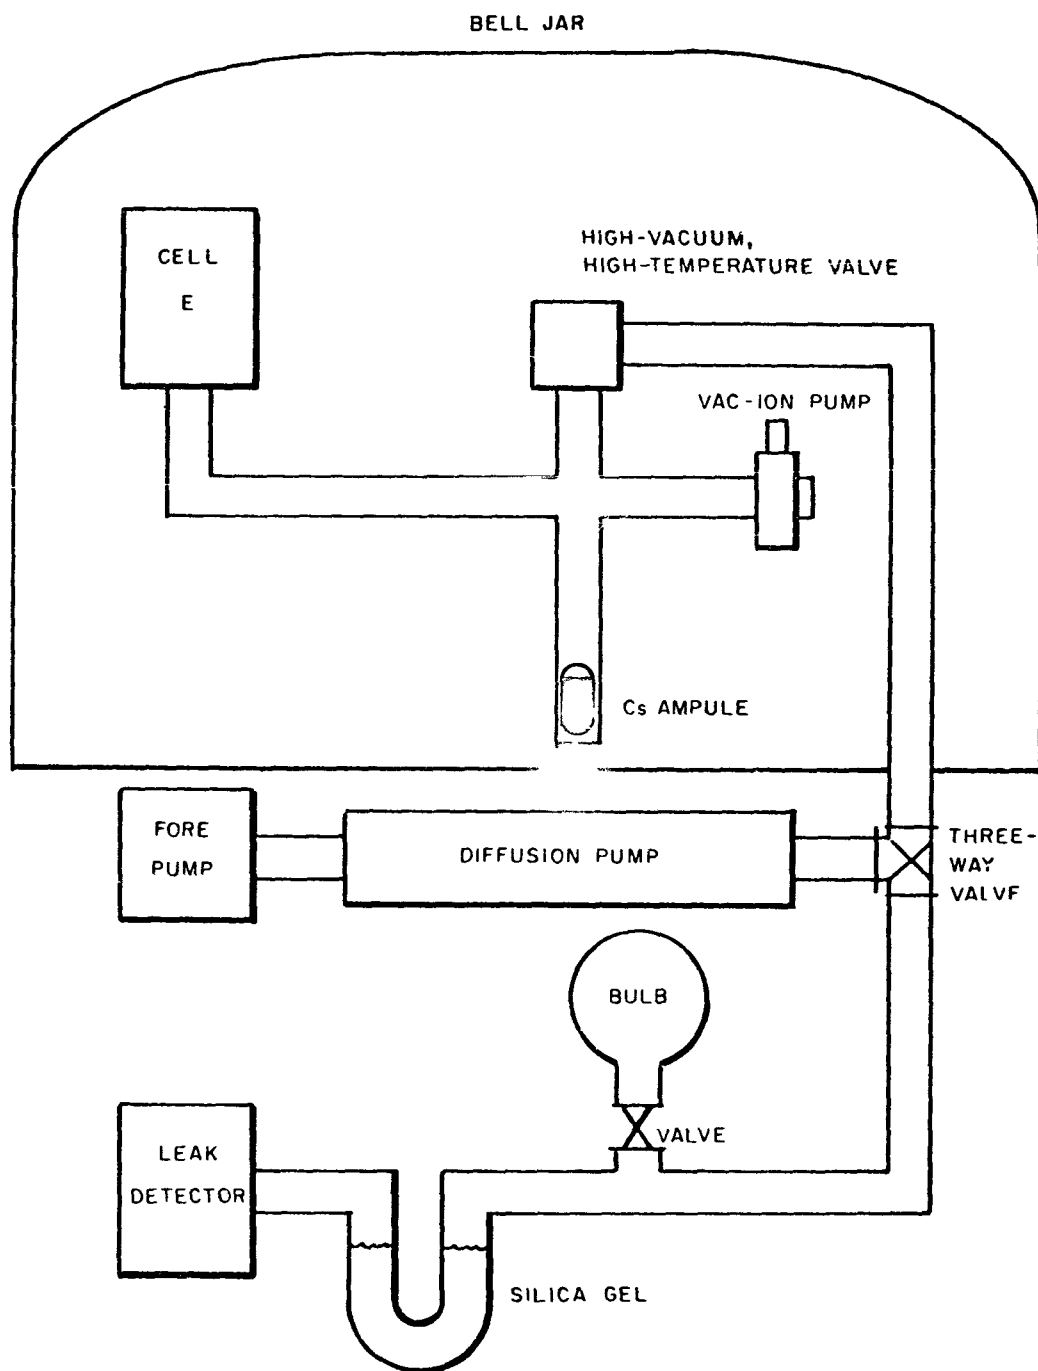 BELL JAR
CELL
E
HIGH-VACUUM,
HIGH-TEMPERATURE VALVE
VAC-ION PUMP
Cs AMPULE
FORE
PUMP
DIFFUSION PUMP
THREE-
WAY
VALVF
BULB
VALVE
LEAK
DETECTOR
SILICA GEL